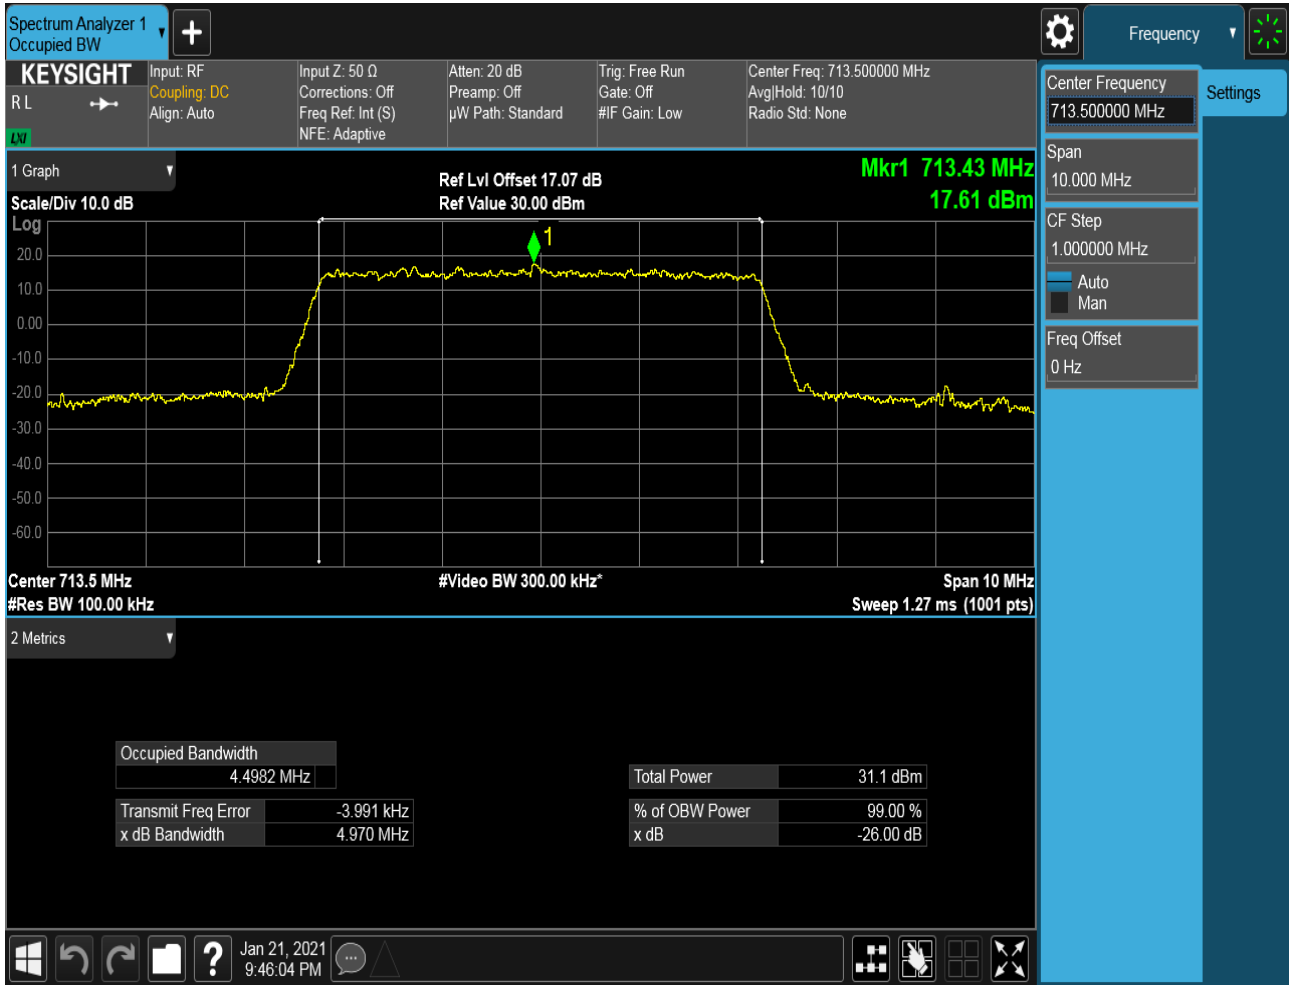 Spectrum Analyzer 1
Occupied BW
+
Frequency
KEYSIGHT
R L
LXI
Input: RF
Coupling: DC
Align: Auto
Input Z: 50 Ω
Corrections: Off
Freq Ref: Int (S)
NFE: Adaptive
Atten: 20 dB
Preamp: Off
µW Path: Standard
Trig: Free Run
Gate: Off
#IF Gain: Low
Center Freq: 713.500000 MHz
Avg|Hold: 10/10
Radio Std: None
Center Frequency
713.500000 MHz
Settings
Span
10.000 MHz
CF Step
1.000000 MHz
Auto
Man
Freq Offset
0 Hz
1 Graph
Ref Lvl Offset 17.07 dB
Mkr1 713.43 MHz
Scale/Div 10.0 dB
Ref Value 30.00 dBm
17.61 dBm
Log
1
20.0
10.0
0.00
-10.0
-20.0
-30.0
-40.0
-50.0
-60.0
Center 713.5 MHz
#Video BW 300.00 kHz*
Span 10 MHz
#Res BW 100.00 kHz
Sweep 1.27 ms (1001 pts)
2 Metrics
Occupied Bandwidth
4.4982 MHz
Total Power 31.1 dBm
Transmit Freq Error -3.991 kHz
% of OBW Power 99.00 %
x dB Bandwidth 4.970 MHz
x dB -26.00 dB
?
Jan 21, 2021
9:46:04 PM